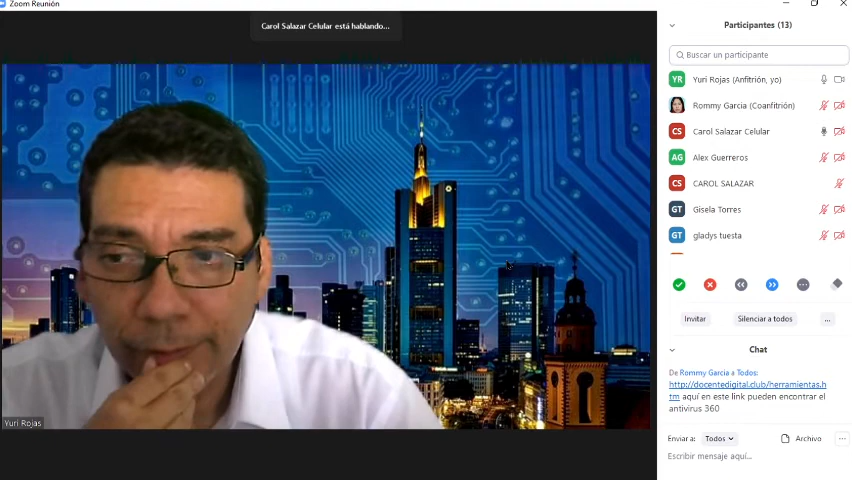 Zoom Reunión
Carol Salazar Celular está hablando...
Yuri Rojas
Participantes (13)
Buscar un participante
YR Yuri Rojas (Anfitrión, yo)
Rommy Garcia (Coanfitrión)
CS Carol Salazar Celular
AG Alex Guerreros
CS CAROL SALAZAR
GT Gisela Torres
GT gladys tuesta
Invitar Silenciar a todos ...
Chat
De Rommy Garcia a Todos:
http://docentedigital.club/herramientas.h
tm aquí en este link pueden encontrar el
antivirus 360
Enviar a: Todos Archivo ...
Escribir mensaje aquí...